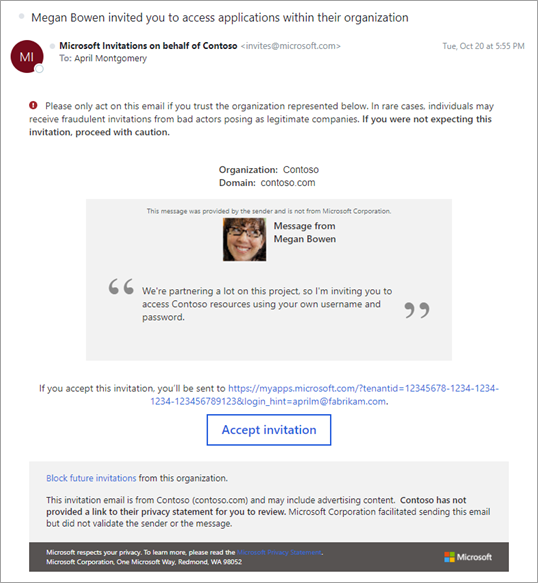 Megan Bowen invited you to access applications within their organization
MI
Microsoft Invitations on behalf of Contoso <invites@microsoft.com>
Tue, Oct 20 at 5:55 PM
To: April Montgomery
Please only act on this email if you trust the organization represented below. In rare cases, individuals may
receive fraudulent invitations from bad actors posing as legitimate companies. If you were not expecting this
invitation, proceed with caution.
Organization: Contoso
Domain: contoso.com
This message was provided by the sender and is not from Microsoft Corporation.
Message from
Megan Bowen
“ We're partnering a lot on this project, so I'm inviting you to
access Contoso resources using your own username and
password. ”
If you accept this invitation, you'll be sent to https://myapps.microsoft.com/?tenantid=12345678-1234-1234-
1234-123456789123&login_hint=aprilm@fabrikam.com.
Accept invitation
Block future invitations from this organization.
This invitation email is from Contoso (contoso.com) and may include advertising content. Contoso has not
provided a link to their privacy statement for you to review. Microsoft Corporation facilitated sending this email
but did not validate the sender or the message.
Microsoft respects your privacy. To learn more, please read the Microsoft Privacy Statement.
Microsoft Corporation, One Microsoft Way, Redmond, WA 98052
Microsoft